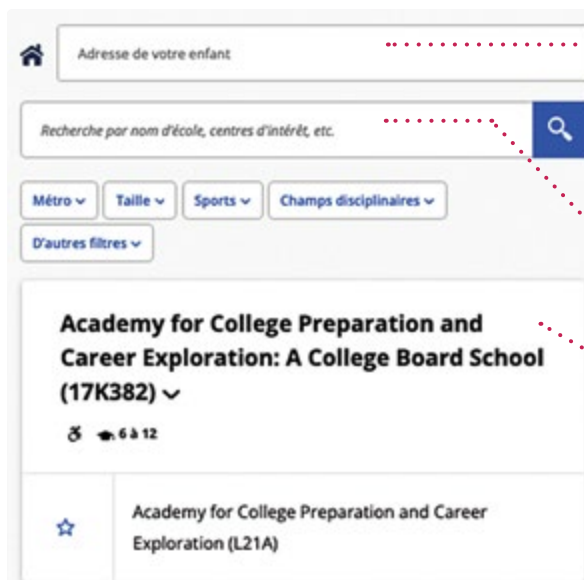 Adresse de votre enfant
Recherche par nom d'école, centres d'intérêt, etc.
Métro Taille Sports Champs disciplinaires
D'autres filtres
Academy for College Preparation and
Career Exploration: A College Board School
(17K382)
6 à 12
Academy for College Preparation and Career
Exploration (L21A)